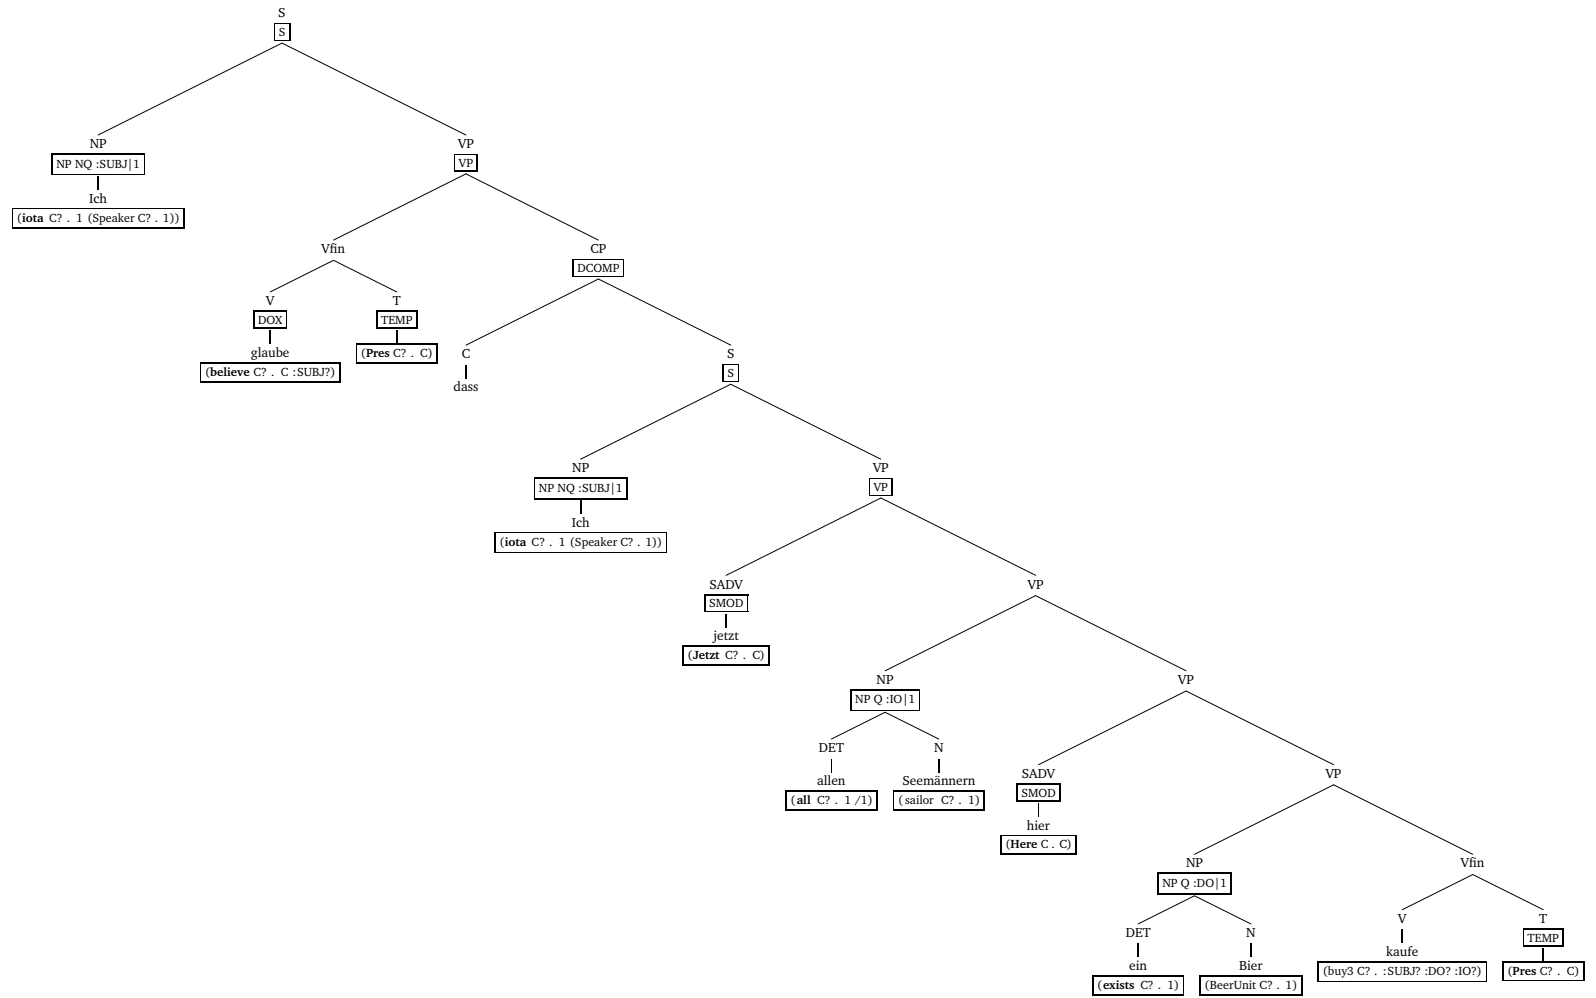 S
S
NP
VP
NP NQ :SUBJ|1
VP
Ich
(iota C? . 1 (Speaker C? . 1))
Vfin
CP
DCOMP
V
T
DOX
TEMP
glaube
(Pres C? . C)
C
S
(believe C? . C :SUBJ?)
S
dass
NP
VP
NP NQ :SUBJ|1
VP
Ich
(iota C? . 1 (Speaker C? . 1))
SADV
VP
SMOD
jetzt
(Jetzt C? . C)
NP
VP
NP Q :IO|1
DET
N
allen
Seemännern
(all C? . 1 /1)
(sailor C? . 1)
SADV
VP
SMOD
hier
(Here C . C)
NP
Vfin
NP Q :DO|1
V
T
DET
N
TEMP
kaufe
ein
Bier
(buy3 C? . :SUBJ? :DO? :IO?)
(Pres C? . C)
(exists C? . 1)
(BeerUnit C? . 1)